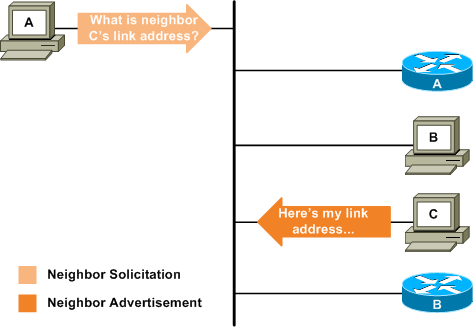 A
What is neighbor
C's link address?
A
B
Here's my link
address...
C
Neighbor Solicitation
Neighbor Advertisement
B